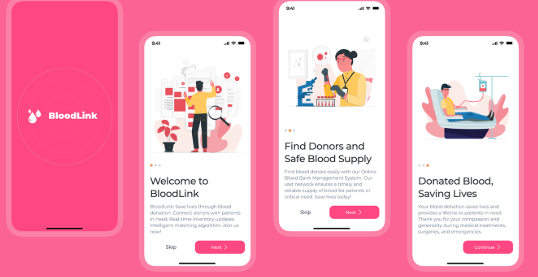 BloodLink
9:41
Welcome to
BloodLink
BloodLink Save lives through blood
donation. Connect donors with patients
in need. Real-time inventory updates.
Intelligent matching algorithm. Join us
now!
Skip
Next
9:41
Find Donors and
Safe Blood Supply
Find blood donors easily with our Online
Blood Bank Management System. Our
vast network ensures a timely and
reliable supply of blood for patients in
critical need. Save lives today!
Skip
Next
9:41
Donated Blood,
Saving Lives
Your blood donation saves lives and
provides a lifeline to patients in need.
Thank you for your compassion and
generosity during medical treatments,
surgeries, and emergencies.
Continue